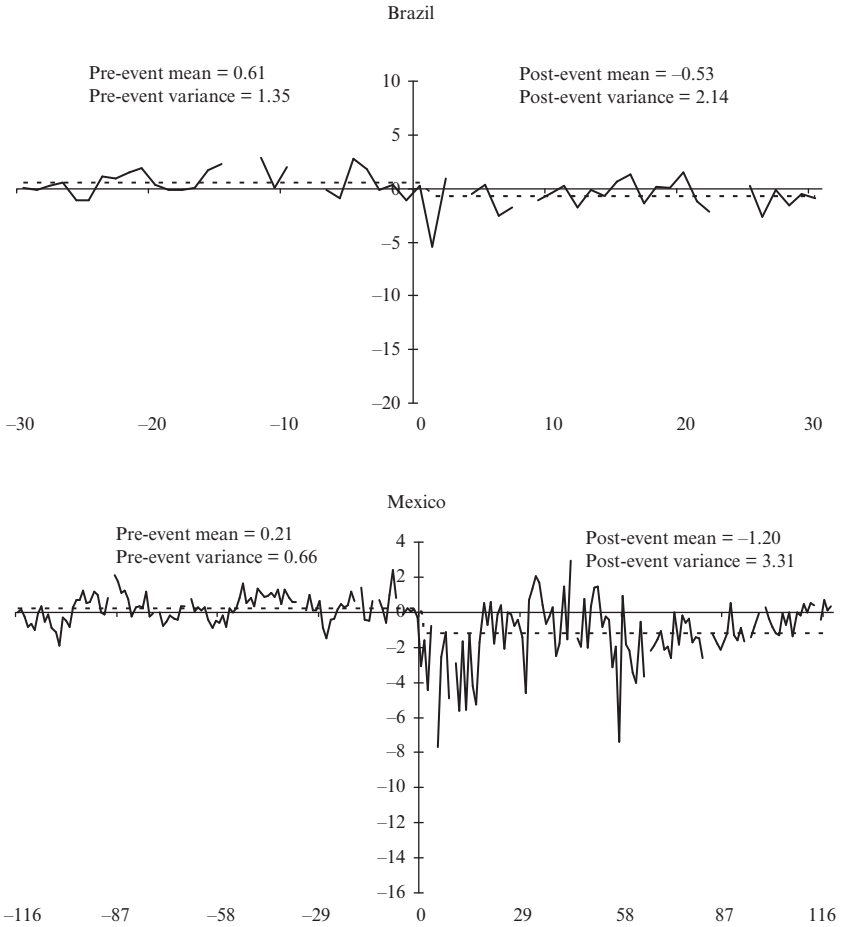 Brazil
Pre-event mean = 0.61
Pre-event variance = 1.35
Post-event mean = –0.53
Post-event variance = 2.14
10
5
0
–5
–10
–15
–20
–30 –20 –10 0 10 20 30
Mexico
Pre-event mean = 0.21
Pre-event variance = 0.66
Post-event mean = –1.20
Post-event variance = 3.31
4
2
0
–2
–4
–6
–8
–10
–12
–14
–16
–116 –87 –58 –29 0 29 58 87 116